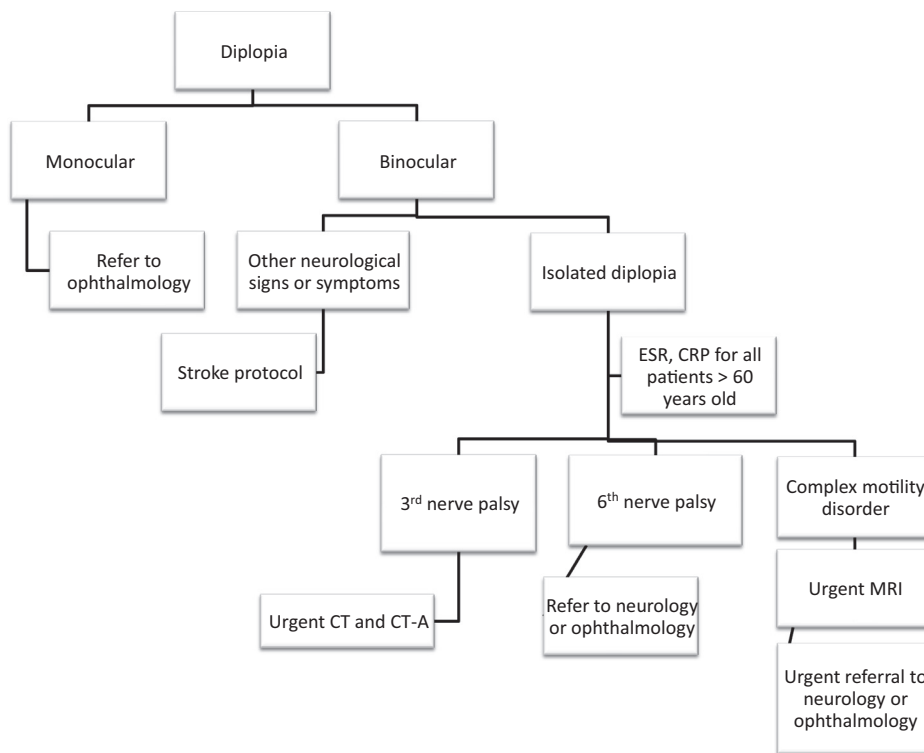 Diplopia
Monocular
Binocular
Refer to
ophthalmology
Other neurological
signs or symptoms
Isolated diplopia
Stroke protocol
ESR, CRP for all
patients > 60
years old
3rd nerve palsy
6th nerve palsy
Complex motility
disorder
Urgent CT and CT-A
Refer to neurology
or ophthalmology
Urgent MRI
Urgent referral to
neurology or
ophthalmology